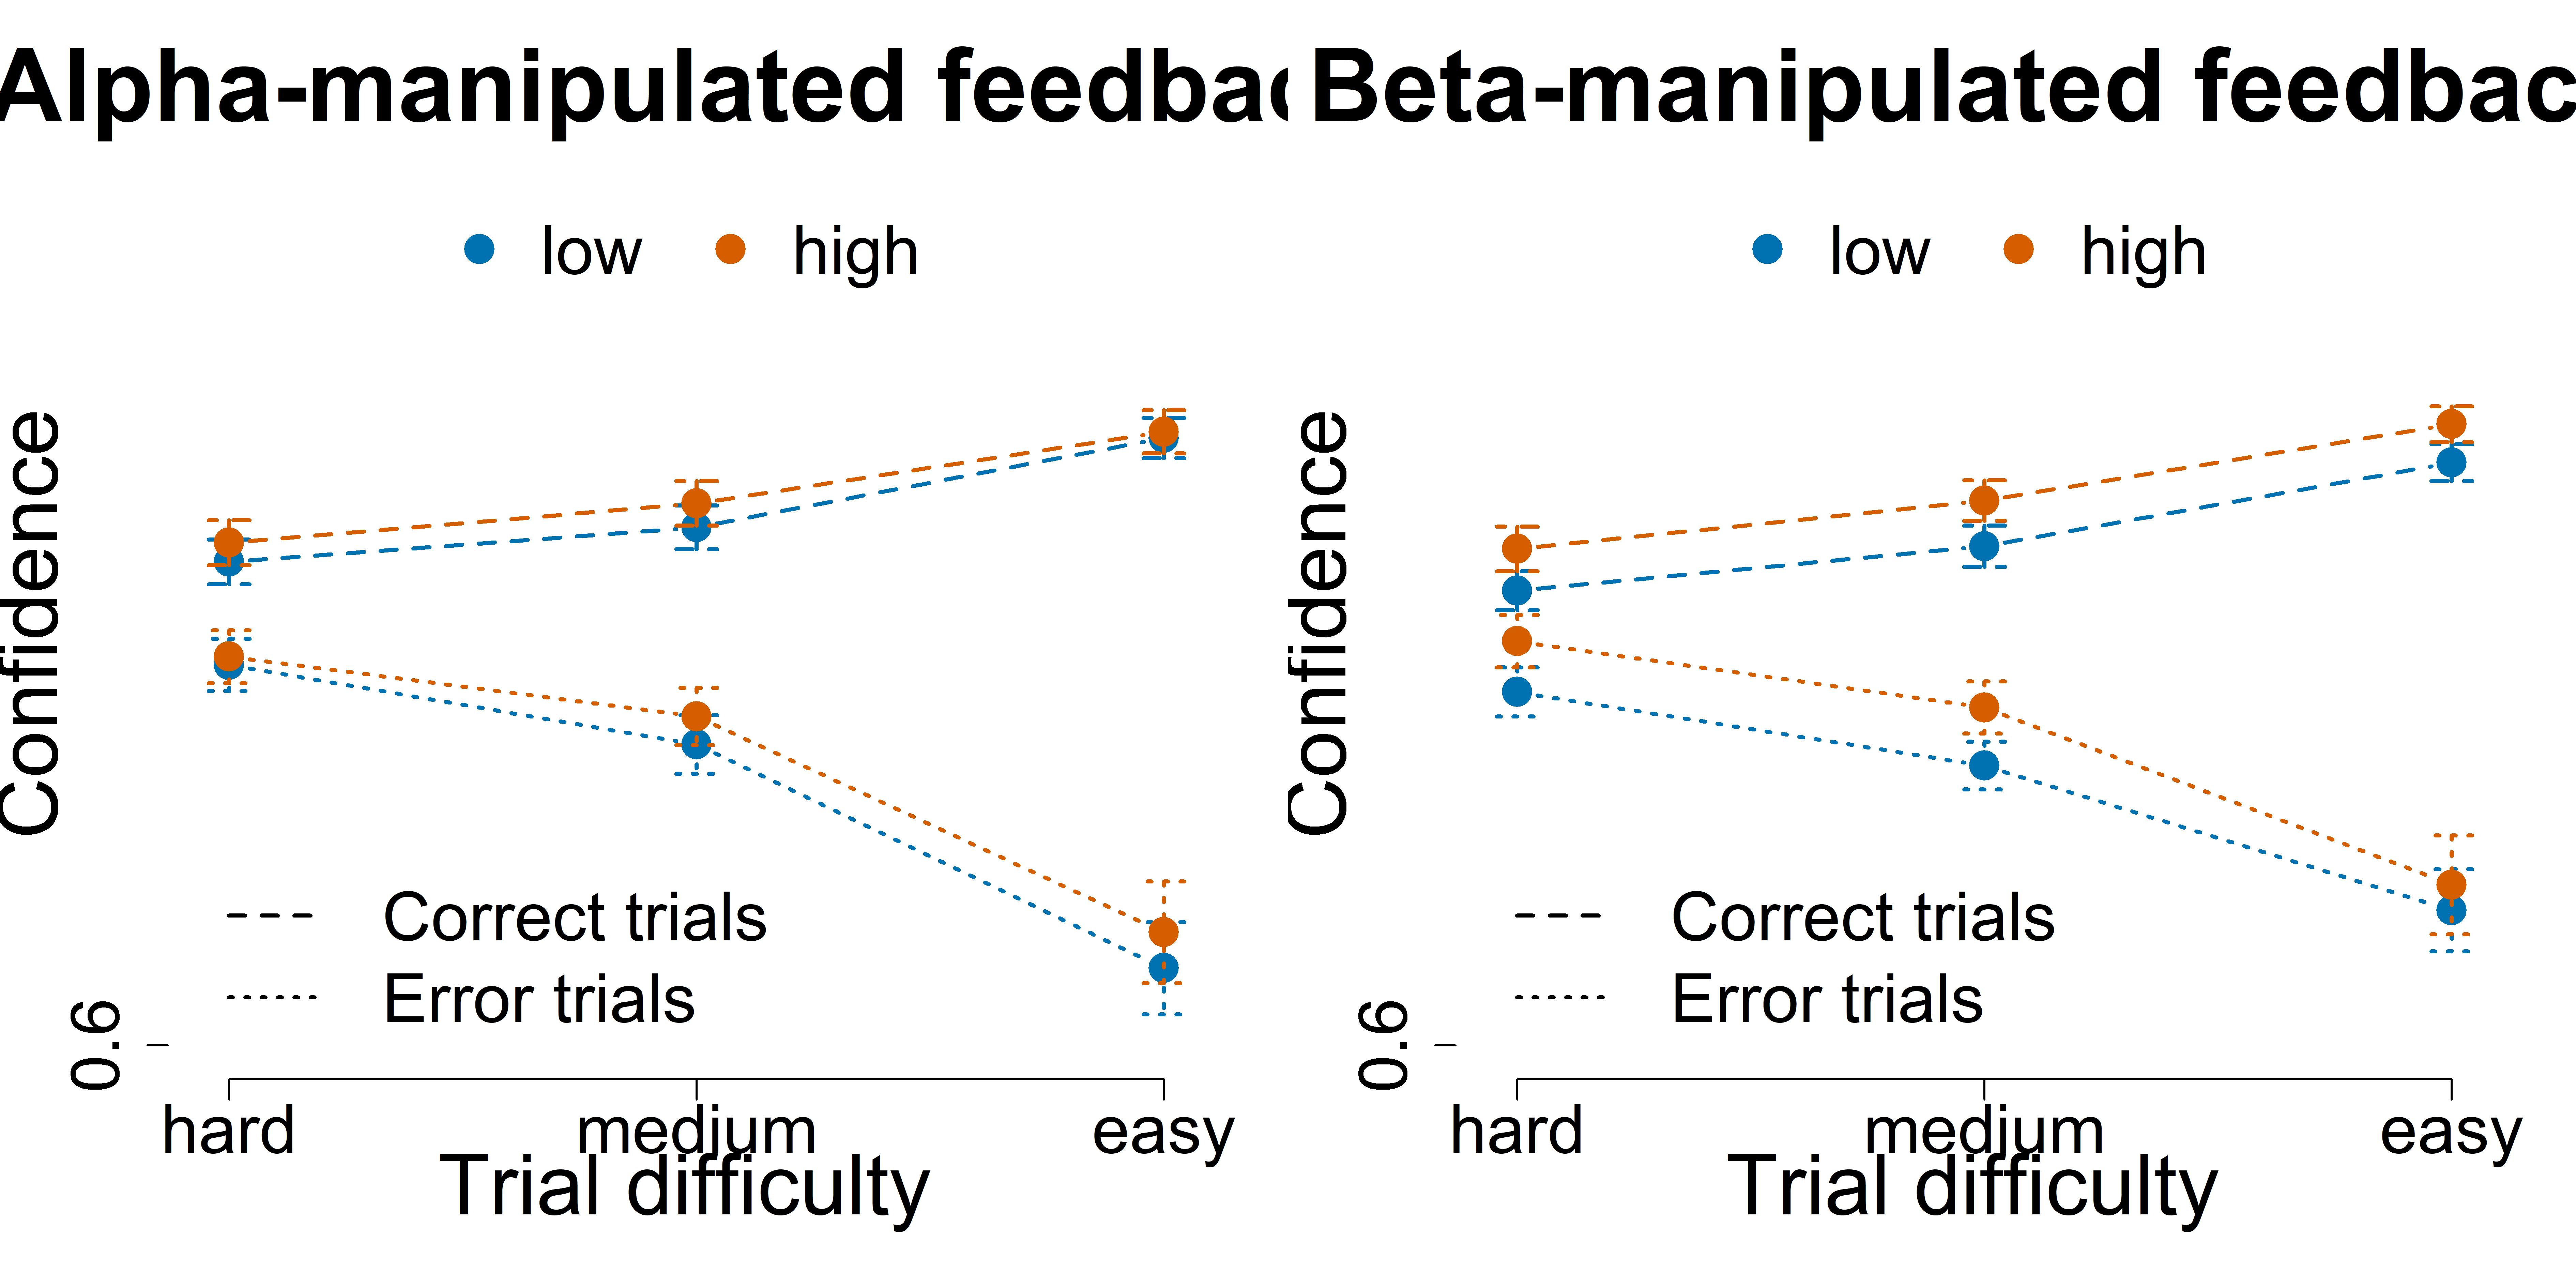 Alpha-manipulated feedbac
low high
Confidence
Correct trials
Error trials
0.6
hard medium easy
Trial difficulty
Beta-manipulated feedbac
low high
Confidence
Correct trials
Error trials
0.6
hard medium easy
Trial difficulty